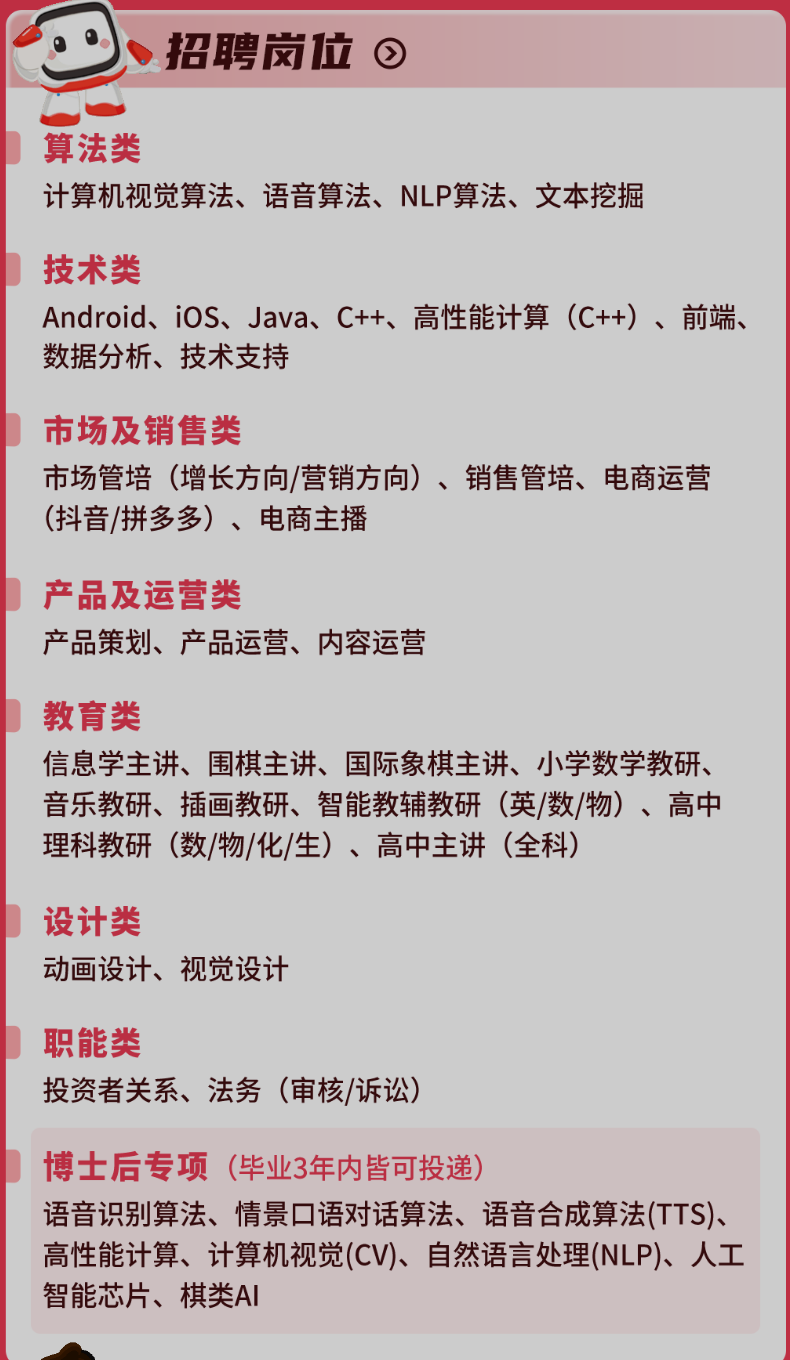 招聘岗位
算法类
计算机视觉算法、语音算法、NLP算法、文本挖掘
技术类
Android、iOS、Java、C++、高性能计算（C++）、前端、
数据分析、技术支持
市场及销售类
市场管培（增长方向/营销方向）、销售管培、电商运营
（抖音/拼多多）、电商主播
产品及运营类
产品策划、产品运营、内容运营
教育类
信息学主讲、围棋主讲、国际象棋主讲、小学数学教研、
音乐教研、插画教研、智能教辅教研（英/数/物）、高中
理科教研（数/物/化/生）、高中主讲（全科）
设计类
动画设计、视觉设计
职能类
投资者关系、法务（审核/诉讼）
博士后专项（毕业3年内皆可投递）
语音识别算法、情景口语对话算法、语音合成算法(TTS)、
高性能计算、计算机视觉(CV)、自然语言处理(NLP)、人工
智能芯片、棋类AI